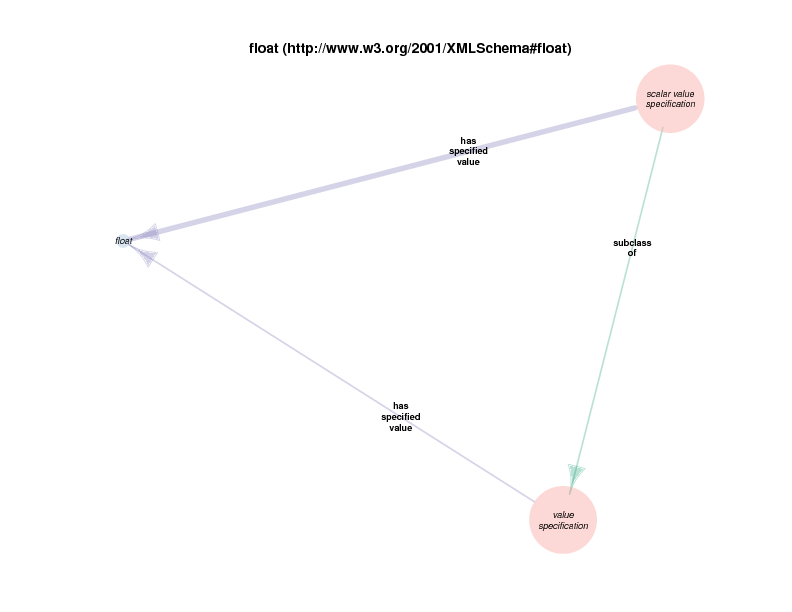 float (http://www.w3.org/2001/XMLSchema#float)
scalar value
specification
has
specified
value
float
subclass
of
has
specified
value
value
specification